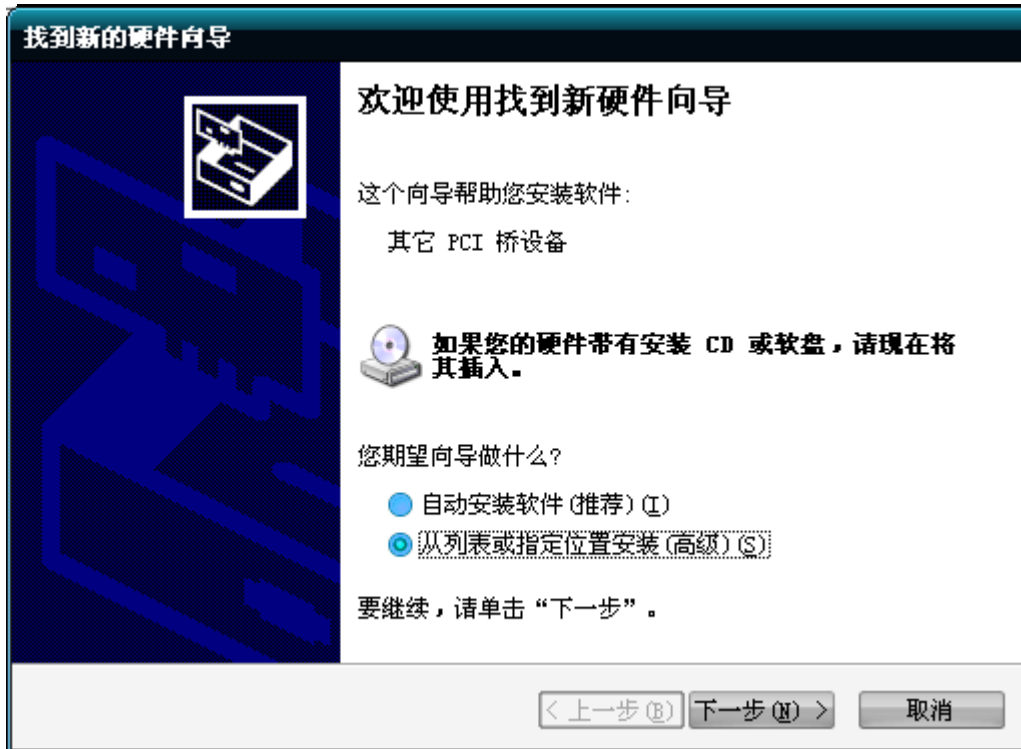 找到新的硬件向导
欢迎使用找到新硬件向导
这个向导帮助您安装软件:
其它 PCI 桥设备
如果您的硬件带有安装 CD 或软盘，请现在将
其插入。
您期望向导做什么?
自动安装软件(推荐)(I)
从列表或指定位置安装(高级)(S)
要继续，请单击“下一步”。
< 上一步(B) 下一步(N) > 取消